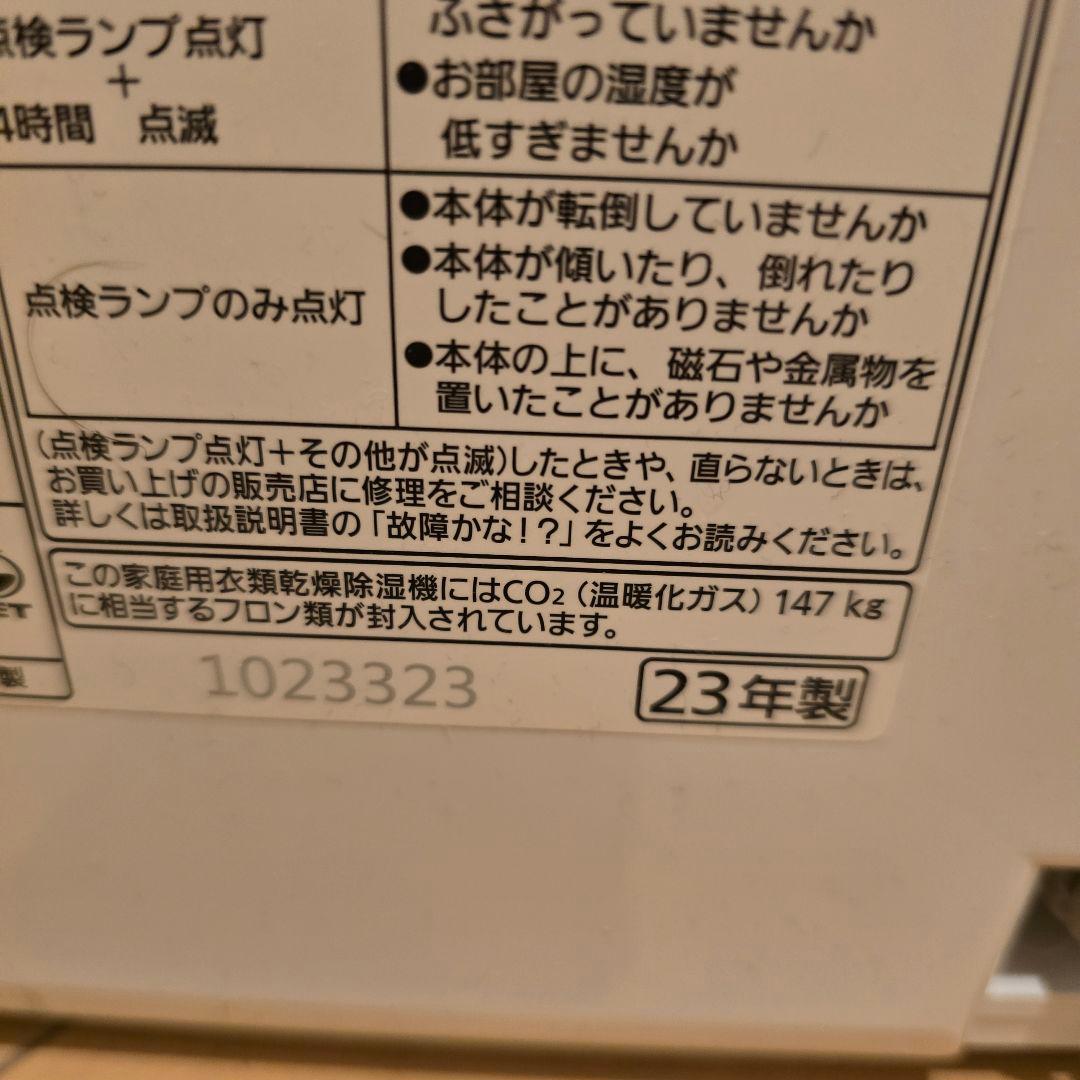 点検ランプ点灯
+
4時間 点滅
ふさがっていませんか
●お部屋の湿度が
低すぎませんか
点検ランプのみ点灯
●本体が転倒していませんか
●本体が傾いたり、倒れたり
したことがありませんか
●本体の上に、磁石や金属物を
置いたことがありませんか
(点検ランプ点灯+その他が点滅)したときや、直らないときは、
お買い上げの販売店に修理をご相談ください。
詳しくは取扱説明書の「故障かな!?」をよくお読みください。
この家庭用衣類乾燥除湿機にはCO₂(温暖化ガス)147 kg
に相当するフロン類が封入されています。
ET
製
1023323
23年製